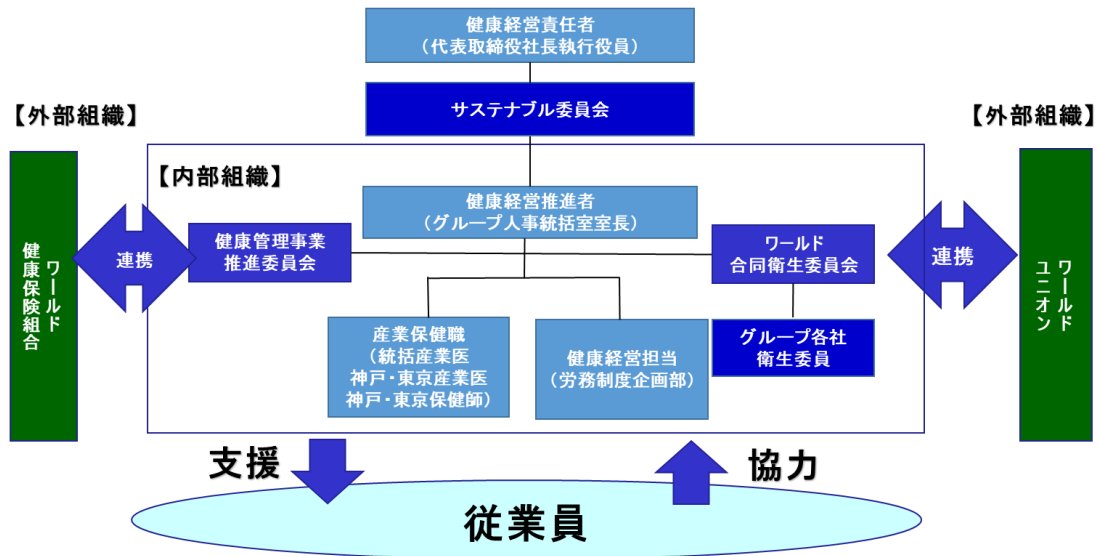 健康経営責任者
（代表取締役社長執行役員）
サステナブル委員会
【外部組織】
【外部組織】
【内部組織】
健康経営推進者
（グループ人事統括室室長）
ワールド
健康保険組合
連携
健康管理事業
推進委員会
ワールド
合同衛生委員会
連携
ワールド
ユニオン
産業保健職
（統括産業医
神戸・東京産業医
神戸・東京保健師）
健康経営担当
（労務制度企画部）
グループ各社
衛生委員
支援
協力
従業員